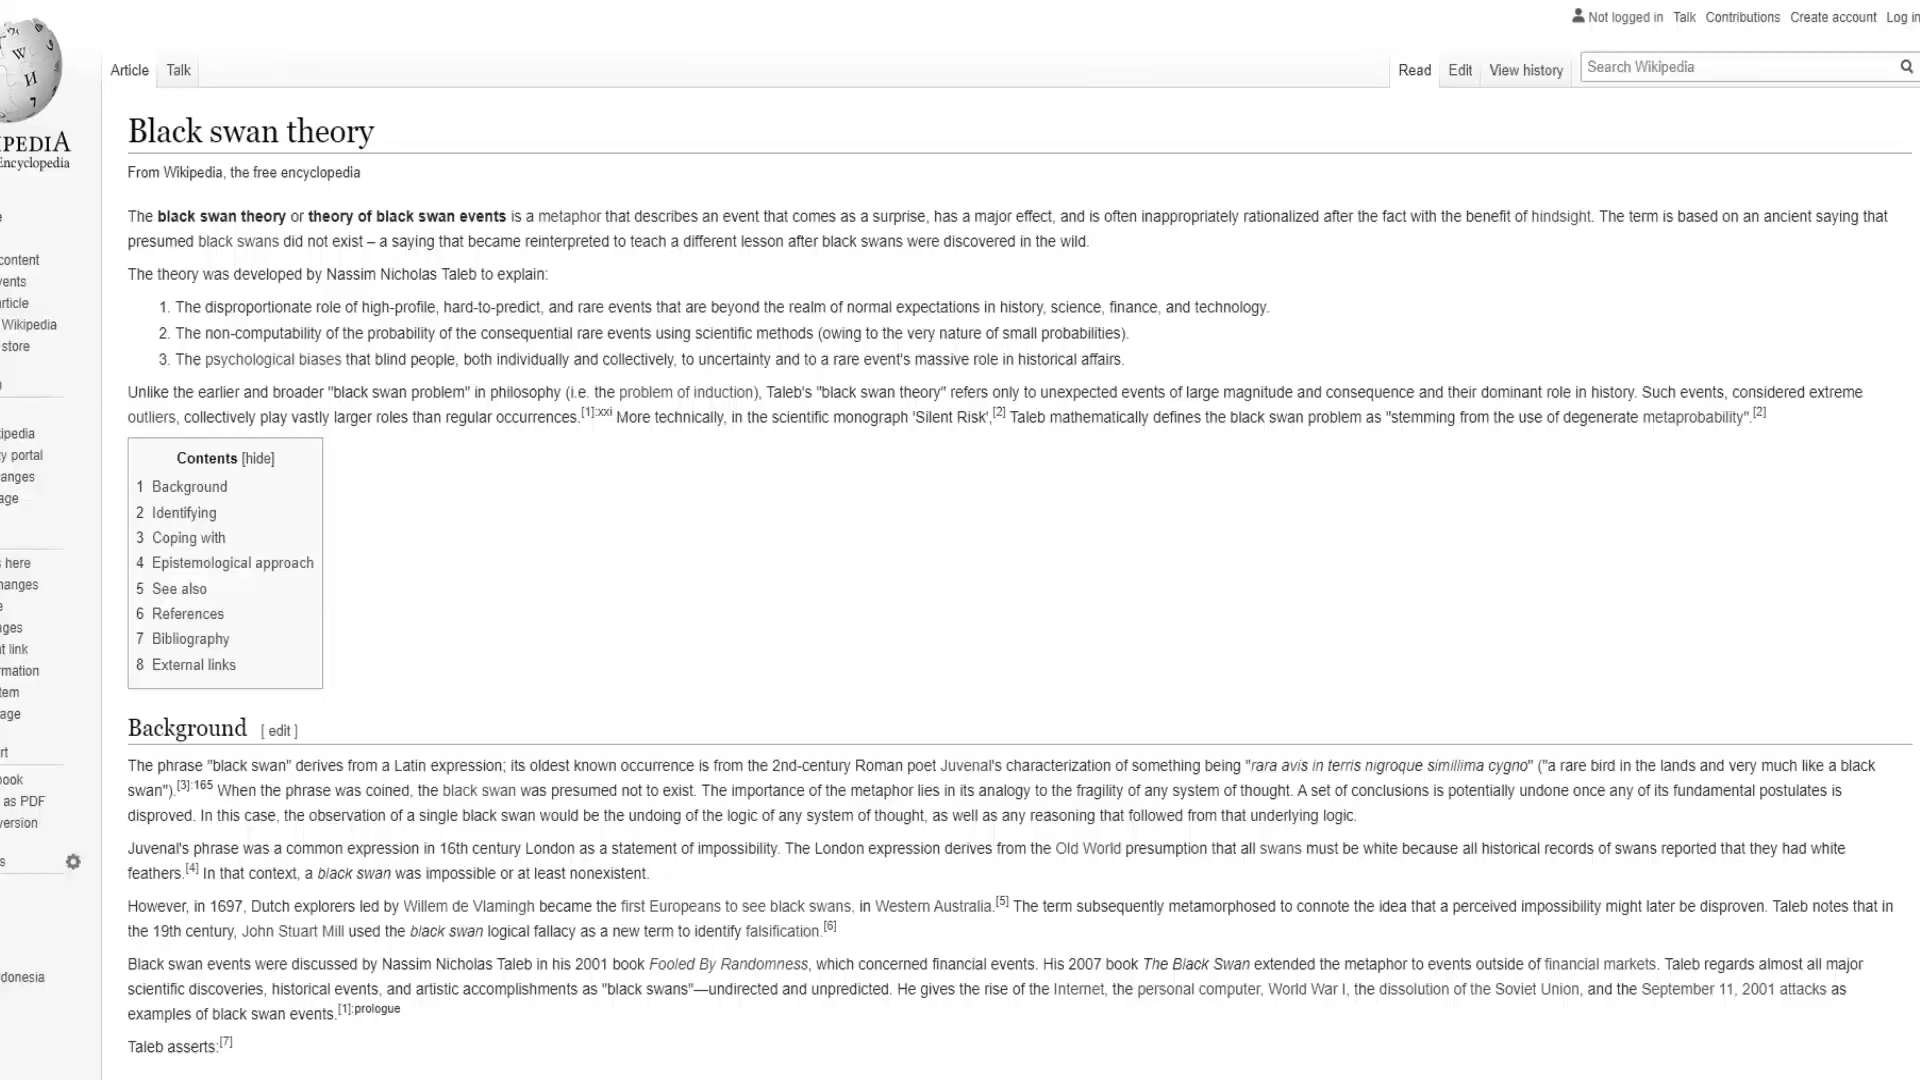 Not logged in Talk Contributions Create account Log in
Article Talk Read Edit View history Search Wikipedia
Black swan theory
From Wikipedia, the free encyclopedia
The black swan theory or theory of black swan events is a metaphor that describes an event that comes as a surprise, has a major effect, and is often inappropriately rationalized after the fact with the benefit of hindsight. The term is based on an ancient saying that
presumed black swans did not exist – a saying that became reinterpreted to teach a different lesson after black swans were discovered in the wild.
The theory was developed by Nassim Nicholas Taleb to explain:
1. The disproportionate role of high-profile, hard-to-predict, and rare events that are beyond the realm of normal expectations in history, science, finance, and technology.
2. The non-computability of the probability of the consequential rare events using scientific methods (owing to the very nature of small probabilities).
3. The psychological biases that blind people, both individually and collectively, to uncertainty and to a rare event's massive role in historical affairs.
Unlike the earlier and broader "black swan problem" in philosophy (i.e. the problem of induction), Taleb's "black swan theory" refers only to unexpected events of large magnitude and consequence and their dominant role in history. Such events, considered extreme
outliers, collectively play vastly larger roles than regular occurrences.[1]:xxi More technically, in the scientific monograph 'Silent Risk',[2] Taleb mathematically defines the black swan problem as "stemming from the use of degenerate metaprobability".[2]
Contents [hide]
1 Background
2 Identifying
3 Coping with
4 Epistemological approach
5 See also
6 References
7 Bibliography
8 External links
Background [ edit ]
The phrase "black swan" derives from a Latin expression; its oldest known occurrence is from the 2nd-century Roman poet Juvenal's characterization of something being "rara avis in terris nigroque simillima cygno" ("a rare bird in the lands and very much like a black
swan").[3]:165 When the phrase was coined, the black swan was presumed not to exist. The importance of the metaphor lies in its analogy to the fragility of any system of thought. A set of conclusions is potentially undone once any of its fundamental postulates is
disproved. In this case, the observation of a single black swan would be the undoing of the logic of any system of thought, as well as any reasoning that followed from that underlying logic.
Juvenal's phrase was a common expression in 16th century London as a statement of impossibility. The London expression derives from the Old World presumption that all swans must be white because all historical records of swans reported that they had white
feathers.[4] In that context, a black swan was impossible or at least nonexistent.
However, in 1697, Dutch explorers led by Willem de Vlamingh became the first Europeans to see black swans, in Western Australia.[5] The term subsequently metamorphosed to connote the idea that a perceived impossibility might later be disproven. Taleb notes that in
the 19th century, John Stuart Mill used the black swan logical fallacy as a new term to identify falsification.[6]
Black swan events were discussed by Nassim Nicholas Taleb in his 2001 book Fooled By Randomness, which concerned financial events. His 2007 book The Black Swan extended the metaphor to events outside of financial markets. Taleb regards almost all major
scientific discoveries, historical events, and artistic accomplishments as "black swans"—undirected and unpredicted. He gives the rise of the Internet, the personal computer, World War I, the dissolution of the Soviet Union, and the September 11, 2001 attacks as
examples of black swan events.[1]:prologue
Taleb asserts:[7]
PEDIA
Encyclopedia
content
vents
rticle
Wikipedia
store
ipedia
y portal
anges
age
s here
hanges
e
ages
t link
rmation
tem
age
rt
book
as PDF
version
s
donesia